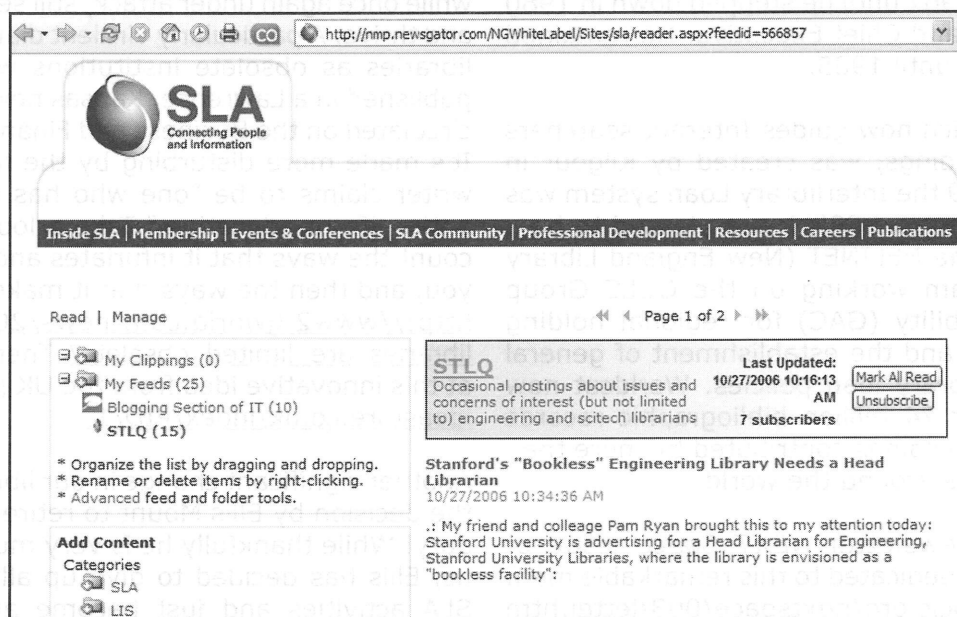 CO
http://nmp.newsgator.com/NGWhiteLabel/Sites/sla/reader.aspx?feedid=566857
SLA
Connecting People
and Information
Inside SLA | Membership | Events & Conferences | SLA Community | Professional Development | Resources | Careers | Publications
Read | Manage
My Clippings (0)
My Feeds (25)
Blogging Section of IT (10)
STLQ (15)
* Organize the list by dragging and dropping.
* Rename or delete items by right-clicking.
* Advanced feed and folder tools.
Add Content
Categories
SLA
LIS
Page 1 of 2
STLQ
Occasional postings about issues and
concerns of interest (but not limited
to) engineering and scitech librarians
Last Updated:
10/27/2006 10:16:13
AM
7 subscribers
Mark All Read
Unsubscribe
Stanford's "Bookless" Engineering Library Needs a Head
Librarian
10/27/2006 10:34:36 AM
.: My friend and colleage Pam Ryan brought this to my attention today:
Stanford University is advertising for a Head Librarian for Engineering,
Stanford University Libraries, where the library is envisioned as a
"bookless facility":